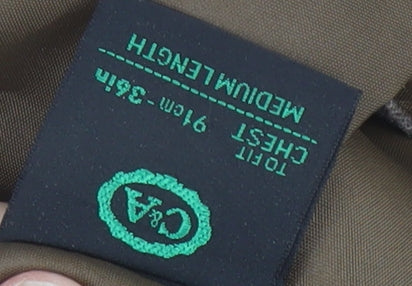 C&A
TO FIT
CHEST 91cm-36in
MEDIUM LENGTH